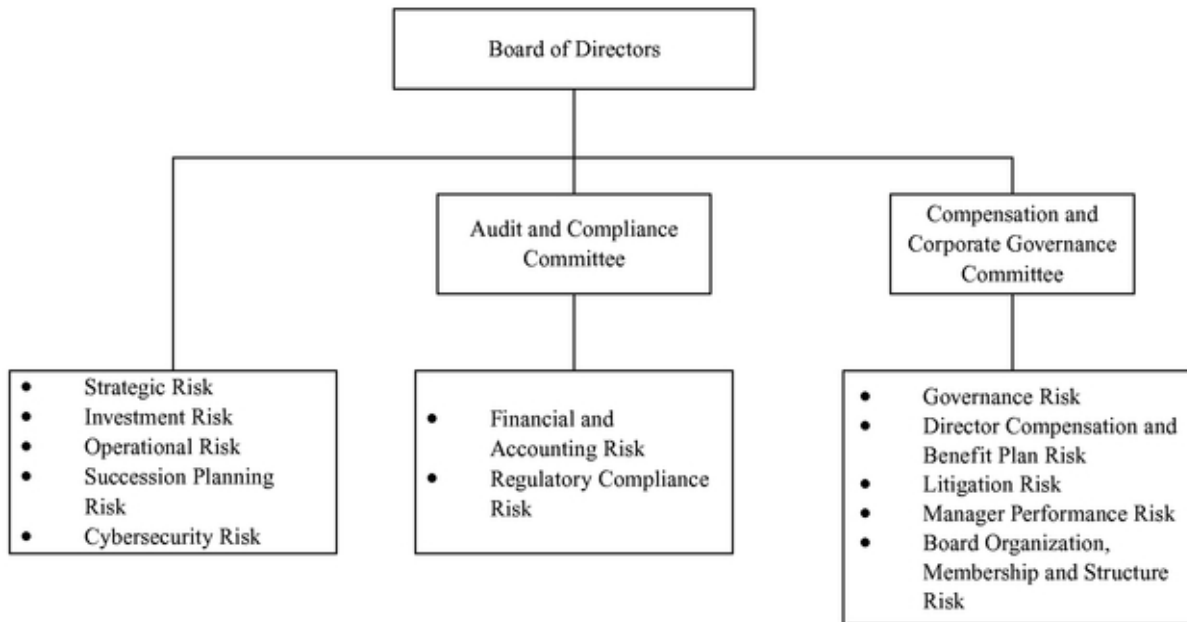 Board of Directors
Audit and Compliance
Committee
Compensation and
Corporate Governance
Committee
● Strategic Risk
● Investment Risk
● Operational Risk
● Succession Planning
Risk
● Cybersecurity Risk
● Financial and
Accounting Risk
● Regulatory Compliance
Risk
● Governance Risk
● Director Compensation and
Benefit Plan Risk
● Litigation Risk
● Manager Performance Risk
● Board Organization,
Membership and Structure
Risk